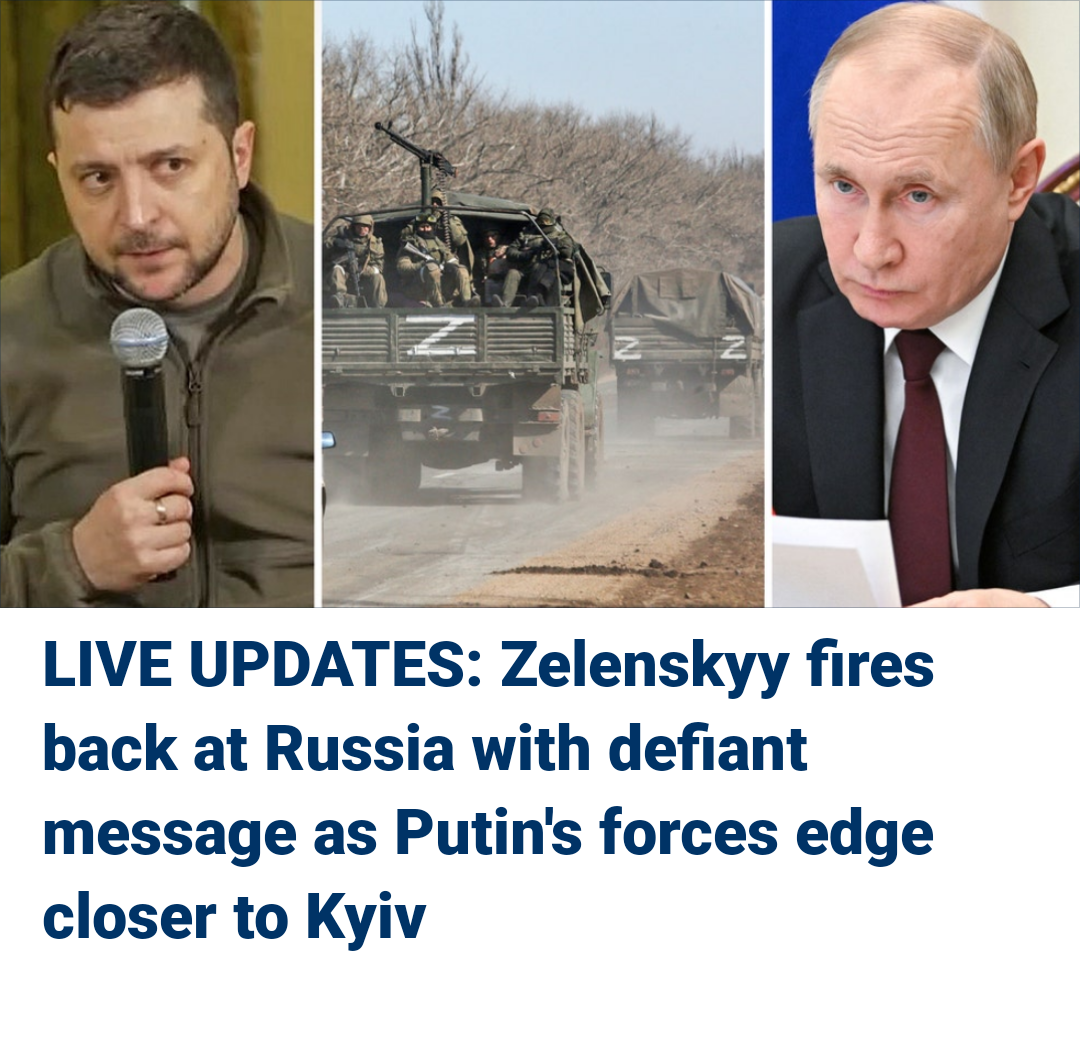 Z
Z Z
Z
LIVE UPDATES: Zelenskyy fires
back at Russia with defiant
message as Putin's forces edge
closer to Kyiv